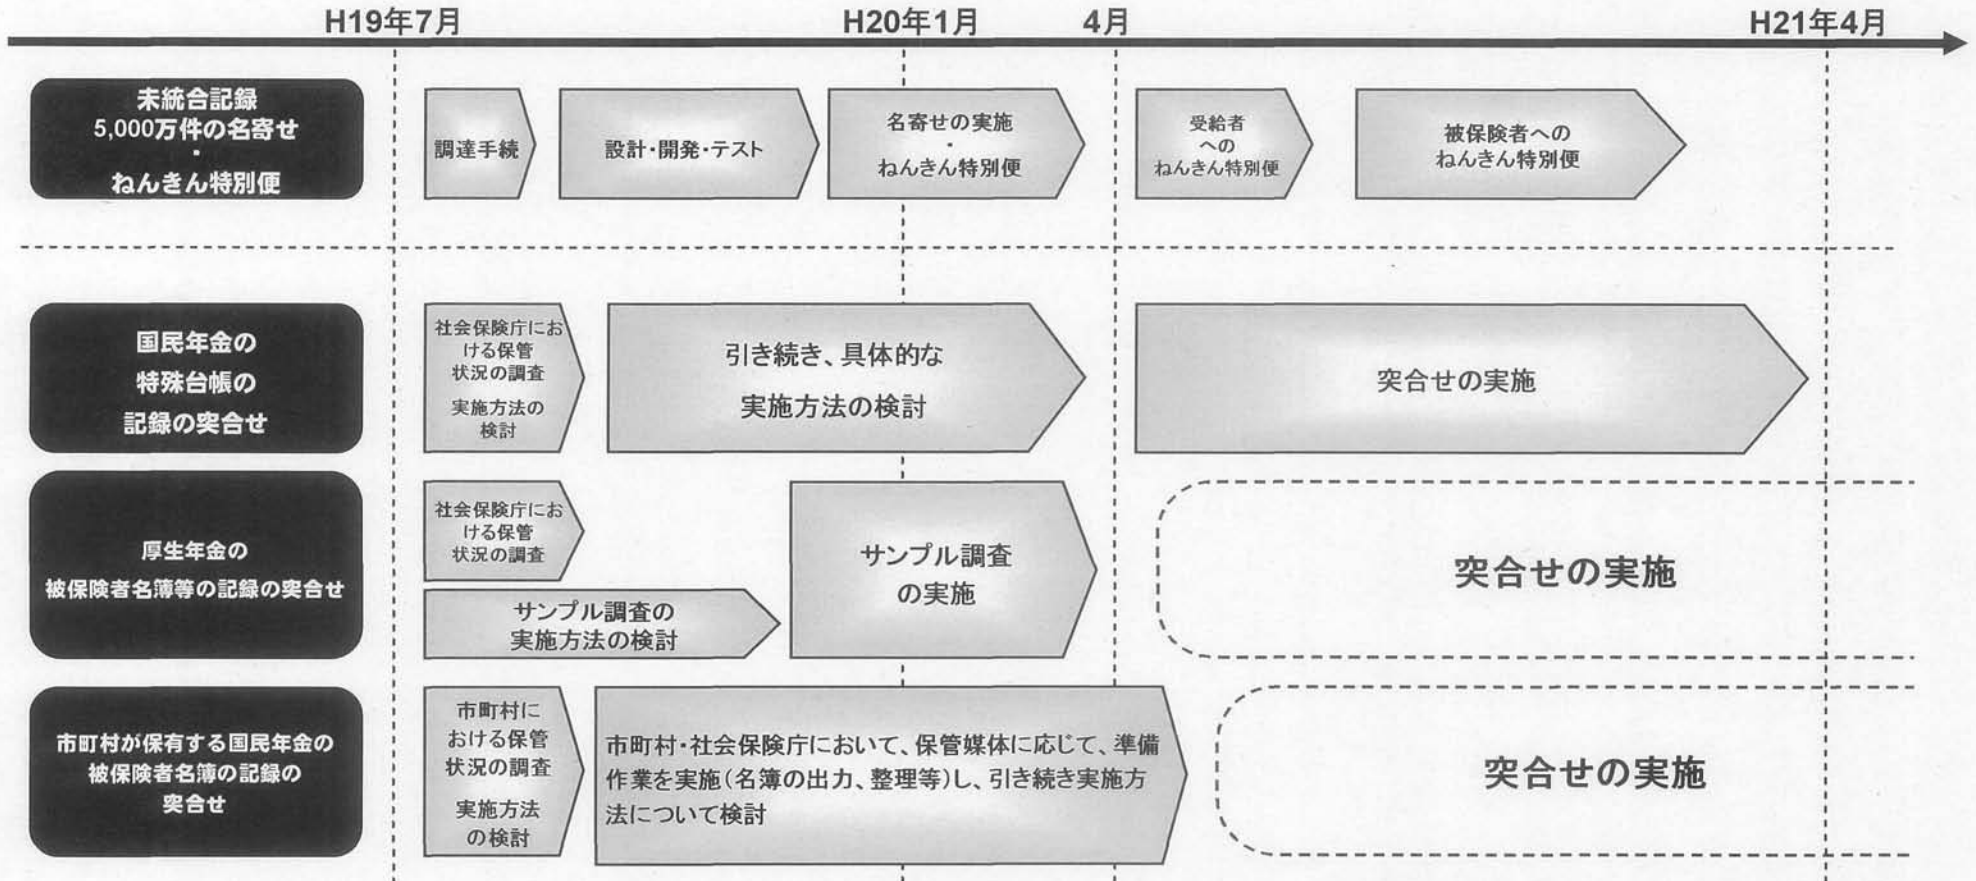 H19年7月
H20年1月
4月
H21年4月
未統合記録
5,000万件の名寄せ
・
ねんきん特別便
調達手続
設計・開発・テスト
名寄せの実施
・
ねんきん特別便
受給者
への
ねんきん特別便
被保険者への
ねんきん特別便
国民年金の
特殊台帳の
記録の突合せ
社会保険庁にお
ける保管
状況の調査
実施方法の
検討
引き続き、具体的な
実施方法の検討
突合せの実施
厚生年金の
被保険者名簿等の記録の突合せ
社会保険庁にお
ける保管
状況の調査
サンプル調査の
実施方法の検討
サンプル調査
の実施
突合せの実施
市町村が保有する国民年金の
被保険者名簿の記録の
突合せ
市町村に
おける保管
状況の調査
実施方法
の検討
市町村・社会保険庁において、保管媒体に応じて、準備
作業を実施(名簿の出力、整理等)し、引き続き実施方
法について検討
突合せの実施